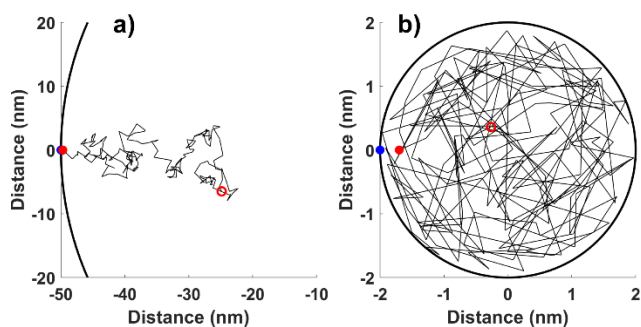 a)
20
10
0
-10
-20
Distance (nm)
-50 -40 -30 -20 -10
Distance (nm)
b)
2
1
0
-1
-2
Distance (nm)
-2 -1 0 1 2
Distance (nm)